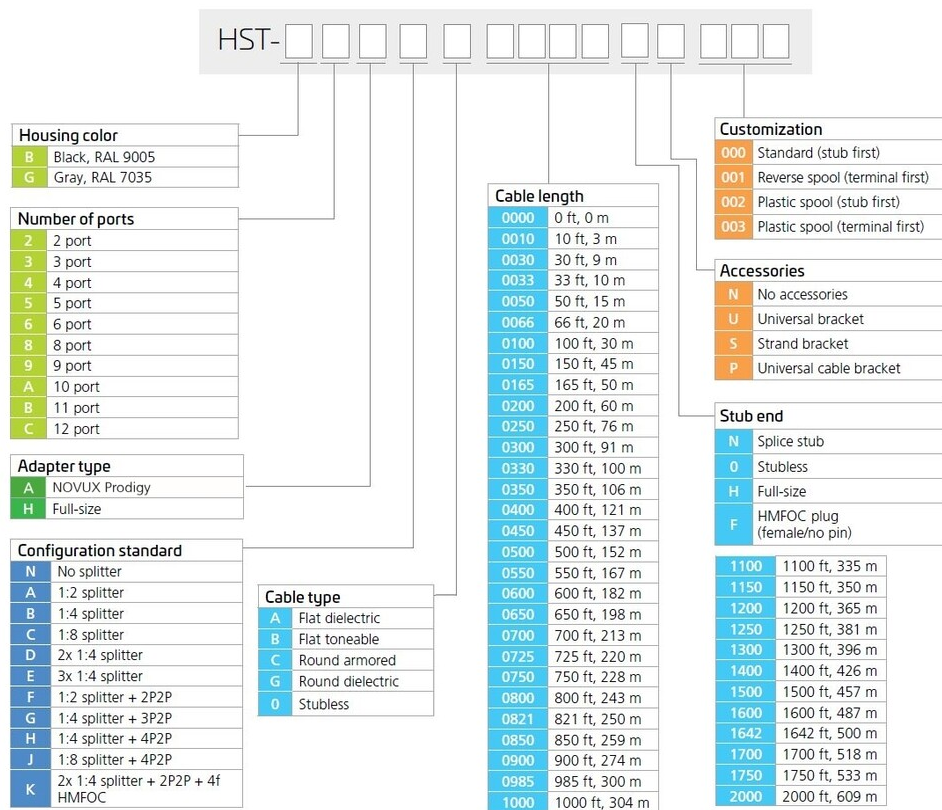 HST-
Housing color
B Black, RAL 9005
G Gray, RAL 7035
Number of ports
2 2 port
3 3 port
4 4 port
5 5 port
6 6 port
8 8 port
9 9 port
A 10 port
B 11 port
C 12 port
Adapter type
A NOVUX Prodigy
H Full-size
Configuration standard
N No splitter
A 1:2 splitter
B 1:4 splitter
C 1:8 splitter
D 2x 1:4 splitter
E 3x 1:4 splitter
F 1:2 splitter + 2P2P
G 1:4 splitter + 3P2P
H 1:4 splitter + 4P2P
J 1:8 splitter + 4P2P
K 2x 1:4 splitter + 2P2P + 4f
HMFOC
Cable type
A Flat dielectric
B Flat toneable
C Round armored
G Round dielectric
0 Stubless
Cable length
0000 0 ft, 0 m
0010 10 ft, 3 m
0030 30 ft, 9 m
0033 33 ft, 10 m
0050 50 ft, 15 m
0066 66 ft, 20 m
0100 100 ft, 30 m
0150 150 ft, 45 m
0165 165 ft, 50 m
0200 200 ft, 60 m
0250 250 ft, 76 m
0300 300 ft, 91 m
0330 330 ft, 100 m
0350 350 ft, 106 m
0400 400 ft, 121 m
0450 450 ft, 137 m
0500 500 ft, 152 m
0550 550 ft, 167 m
0600 600 ft, 182 m
0650 650 ft, 198 m
0700 700 ft, 213 m
0725 725 ft, 220 m
0750 750 ft, 228 m
0800 800 ft, 243 m
0821 821 ft, 250 m
0850 850 ft, 259 m
0900 900 ft, 274 m
0985 985 ft, 300 m
1000 1000 ft, 304 m
Customization
000 Standard (stub first)
001 Reverse spool (terminal first)
002 Plastic spool (stub first)
003 Plastic spool (terminal first)
Accessories
N No accessories
U Universal bracket
S Strand bracket
P Universal cable bracket
Stub end
N Splice stub
0 Stubless
H Full-size
F HMFOC plug
(female/no pin)
1100 1100 ft, 335 m
1150 1150 ft, 350 m
1200 1200 ft, 365 m
1250 1250 ft, 381 m
1300 1300 ft, 396 m
1400 1400 ft, 426 m
1500 1500 ft, 457 m
1600 1600 ft, 487 m
1642 1642 ft, 500 m
1700 1700 ft, 518 m
1750 1750 ft, 533 m
2000 2000 ft, 609 m